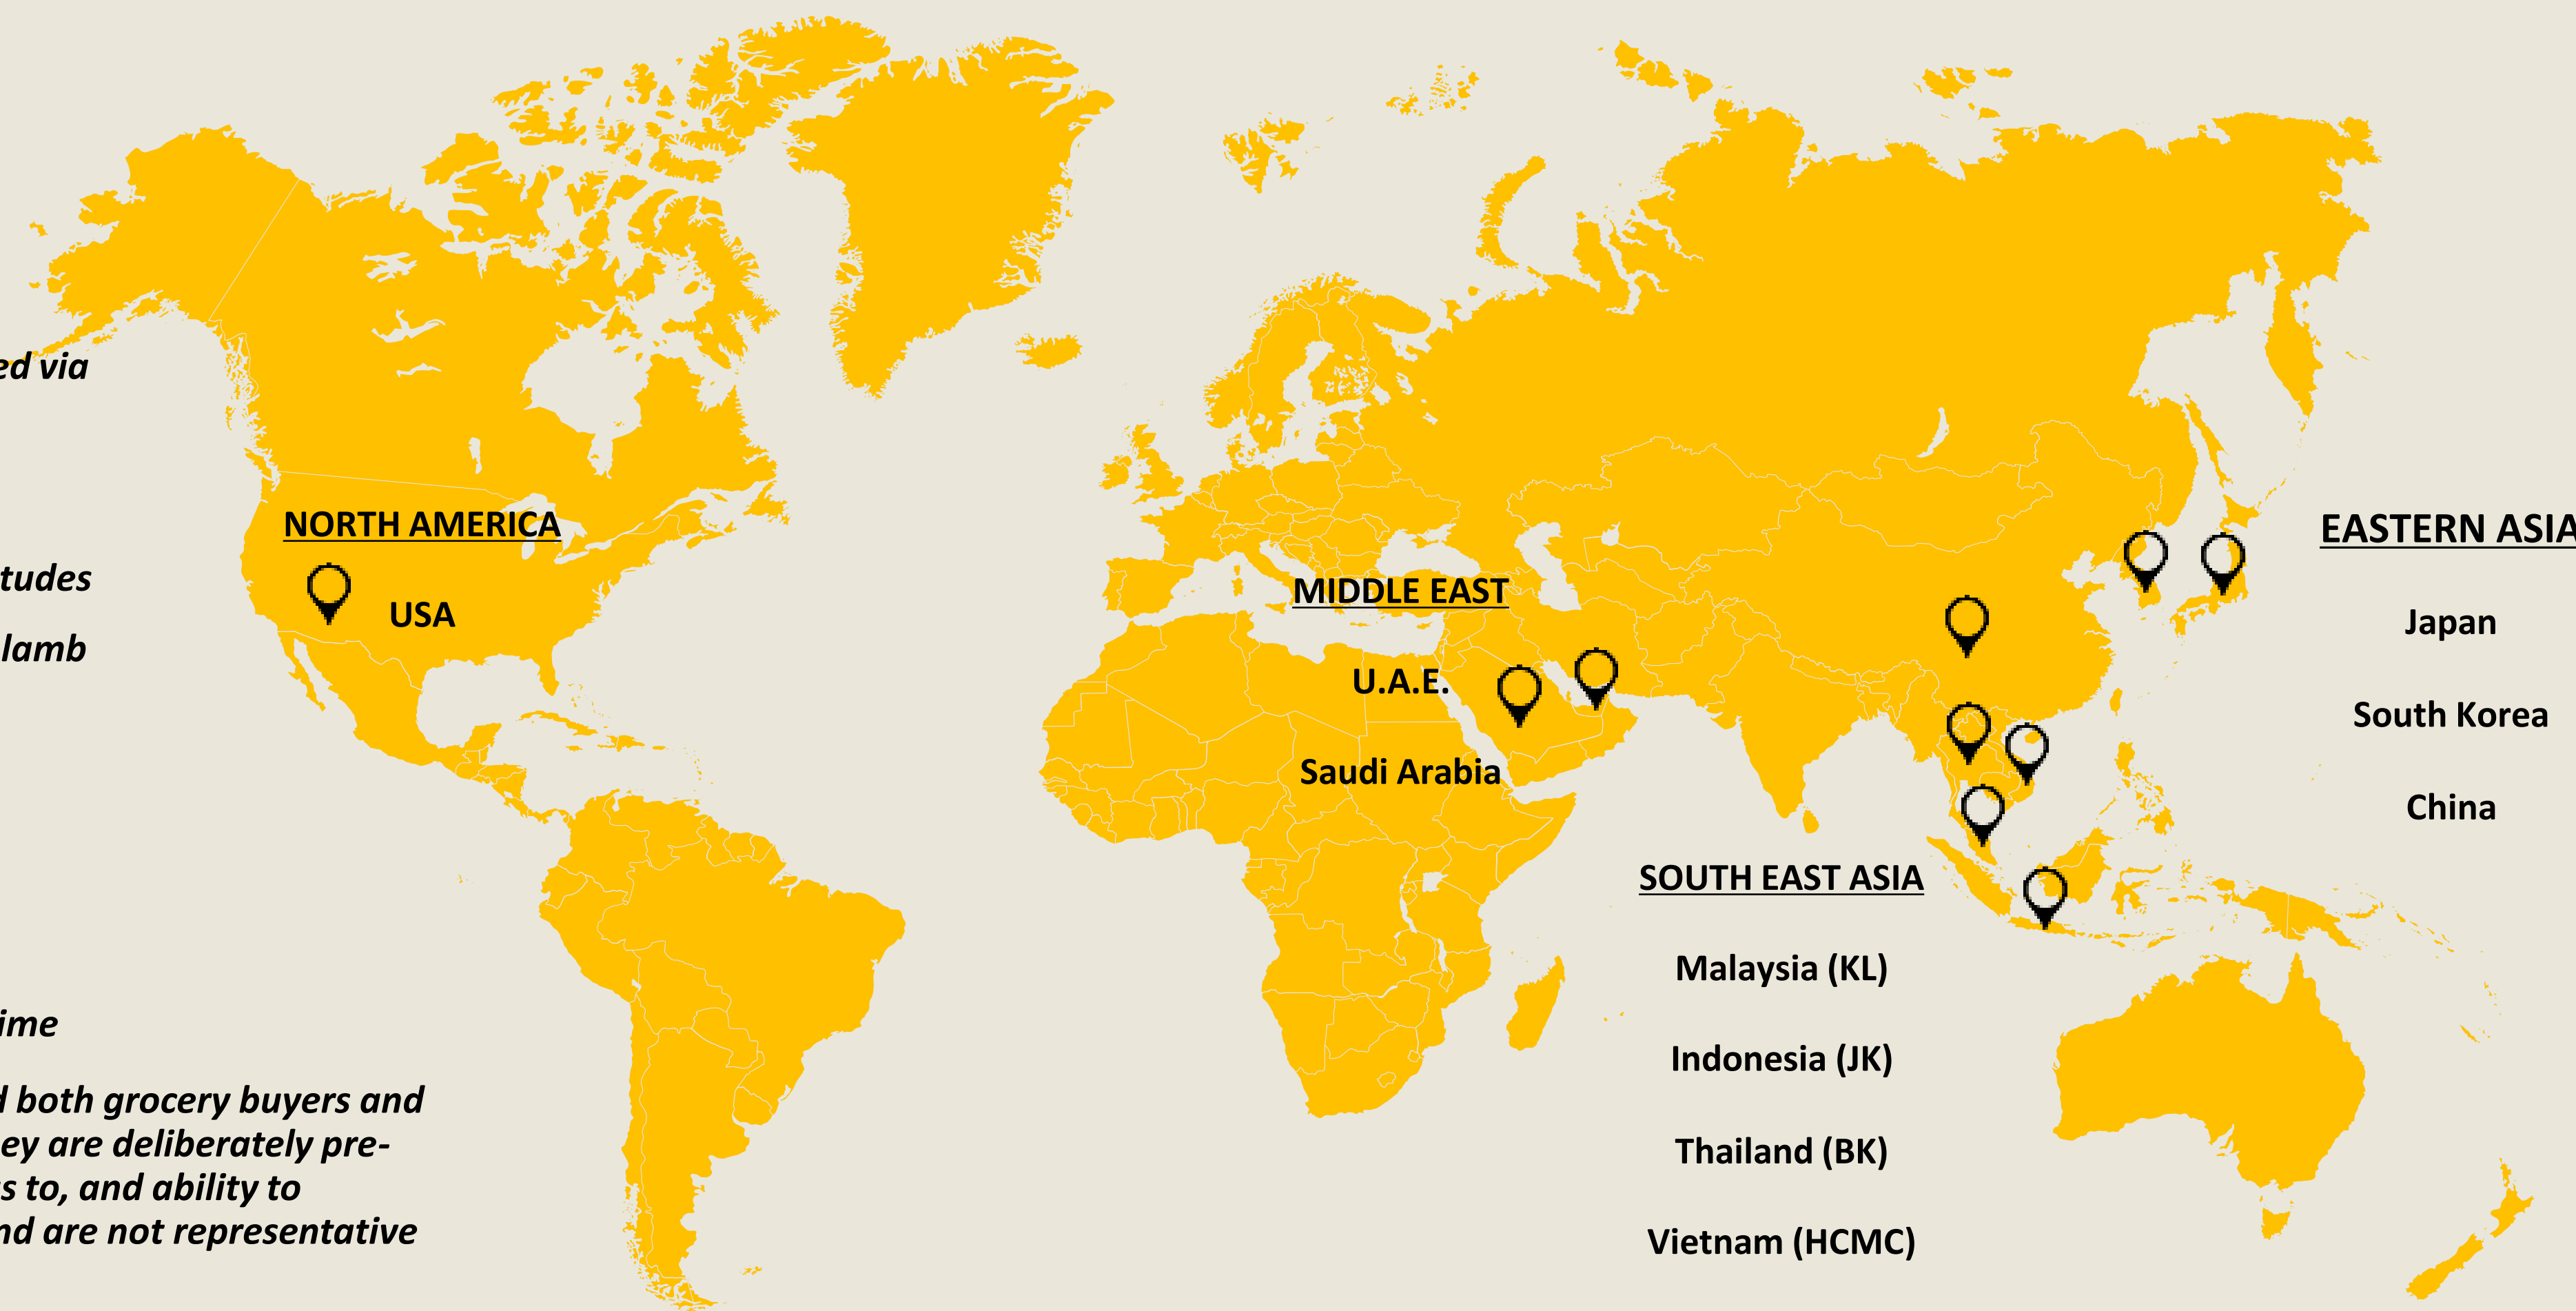 ed via
tudes
lamb
ime
d both grocery buyers and
ey are deliberately pre-
s to, and ability to
nd are not representative
NORTH AMERICA
USA
MIDDLE EAST
U.A.E.
Saudi Arabia
SOUTH EAST ASIA
Malaysia (KL)
Indonesia (JK)
Thailand (BK)
Vietnam (HCMC)
EASTERN ASIA
Japan
South Korea
China